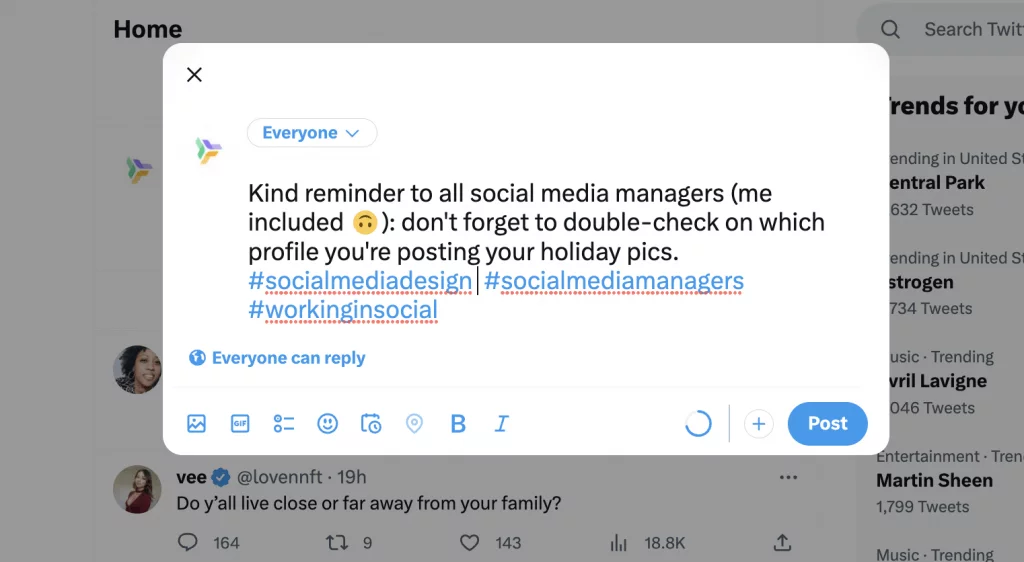 Home
Search Twit
Everyone
Kind reminder to all social media managers (me
included 🙃): don't forget to double-check on which
profile you're posting your holiday pics.
#socialmediadesign #socialmediamanagers
#workinginsocial
Everyone can reply
GIF
B I
+
Post
Trends for yo
ending in United St
entral Park
632 Tweets
ending in United St
strogen
734 Tweets
usic · Trending
vril Lavigne
046 Tweets
Entertainment · Tren
Martin Sheen
1,799 Tweets
Music · Trending
vee @lovennft · 19h
Do y’all live close or far away from your family?
164 9 143 18.8K